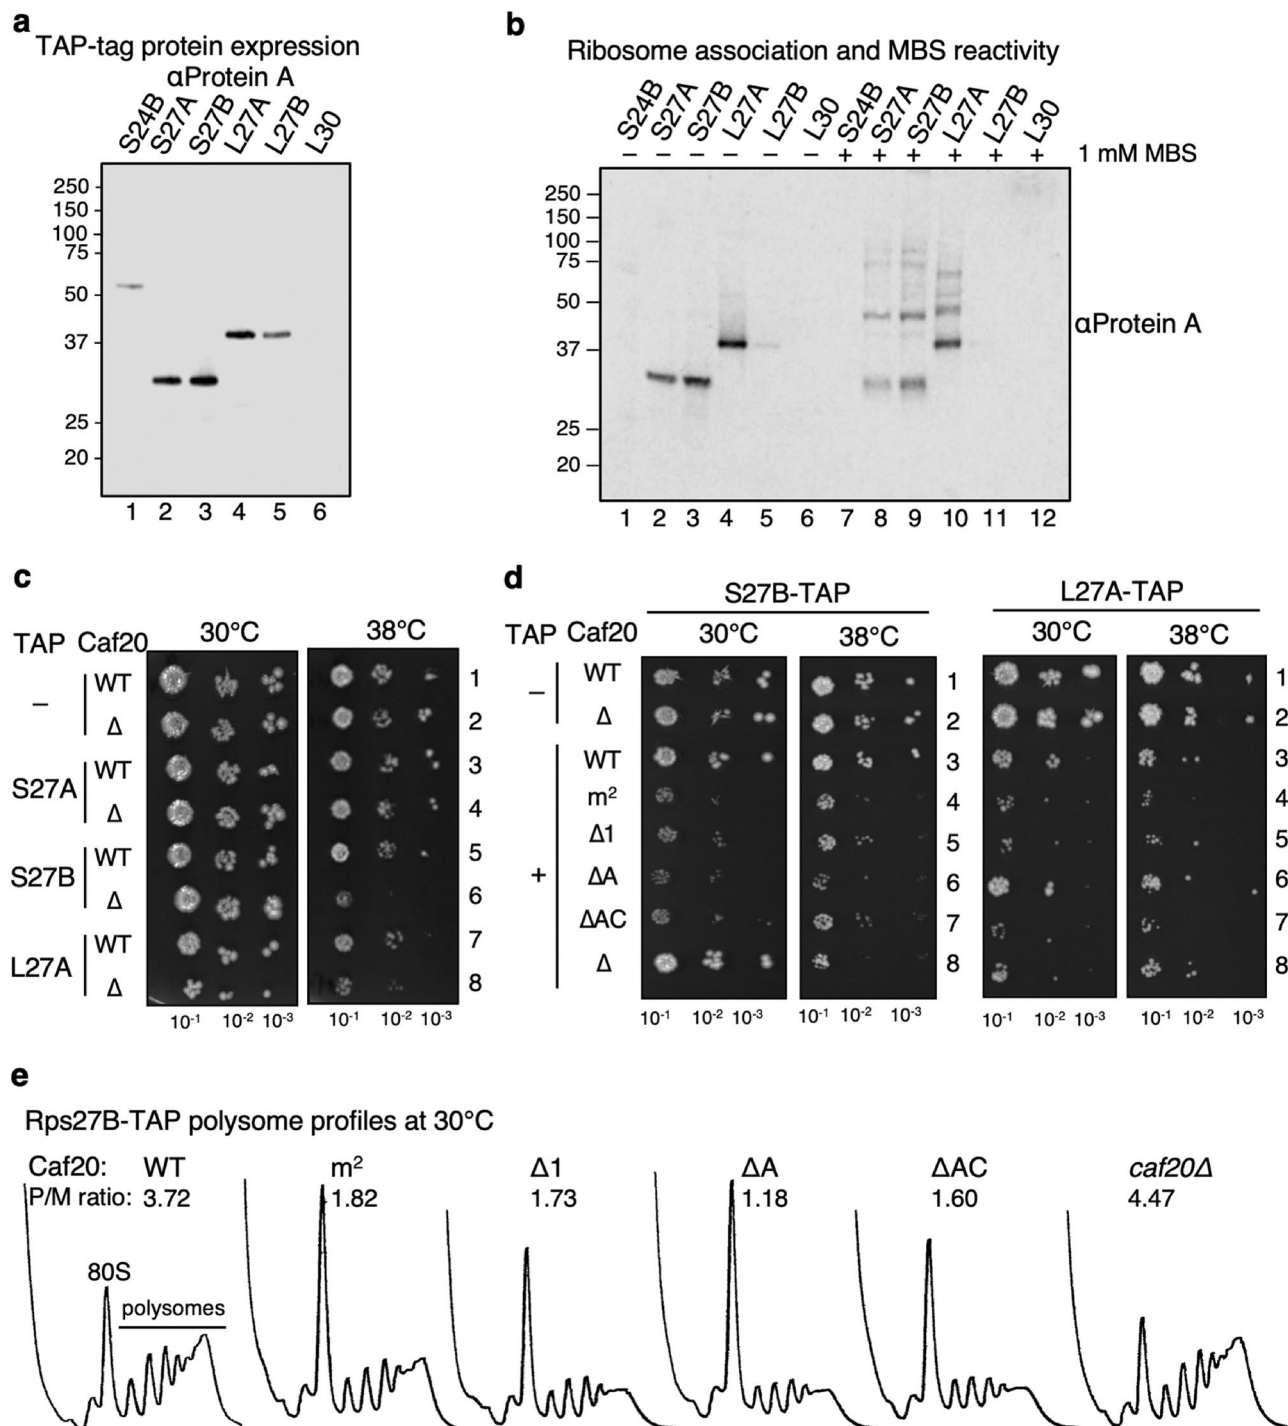 a
TAP-tag protein expression
αProtein A
S24B S27A S27B L27A L27B L30
250
150
100
75
50
37
25
20
1 2 3 4 5 6
b
Ribosome association and MBS reactivity
S24B S27A S27B L27A L27B L30 S24B S27A S27B L27A L27B L30
– – – – – – + + + + + + 1 mM MBS
250
150
100
75
50
37
25
20
αProtein A
1 2 3 4 5 6 7 8 9 10 11 12
c
TAP Caf20 30°C 38°C
– WT 1
Δ 2
S27A WT 3
Δ 4
S27B WT 5
Δ 6
L27A WT 7
Δ 8
10⁻¹ 10⁻² 10⁻³ 10⁻¹ 10⁻² 10⁻³
d
S27B-TAP L27A-TAP
TAP Caf20 30°C 38°C 30°C 38°C
– WT 1 1
Δ 2 2
+ WT 3 3
m² 4 4
Δ1 5 5
ΔA 6 6
ΔAC 7 7
Δ 8 8
10⁻¹ 10⁻² 10⁻³ 10⁻¹ 10⁻² 10⁻³ 10⁻¹ 10⁻² 10⁻³ 10⁻¹ 10⁻² 10⁻³
e
Rps27B-TAP polysome profiles at 30°C
Caf20: WT m² Δ1 ΔA ΔAC caf20Δ
P/M ratio: 3.72 1.82 1.73 1.18 1.60 4.47
80S
polysomes